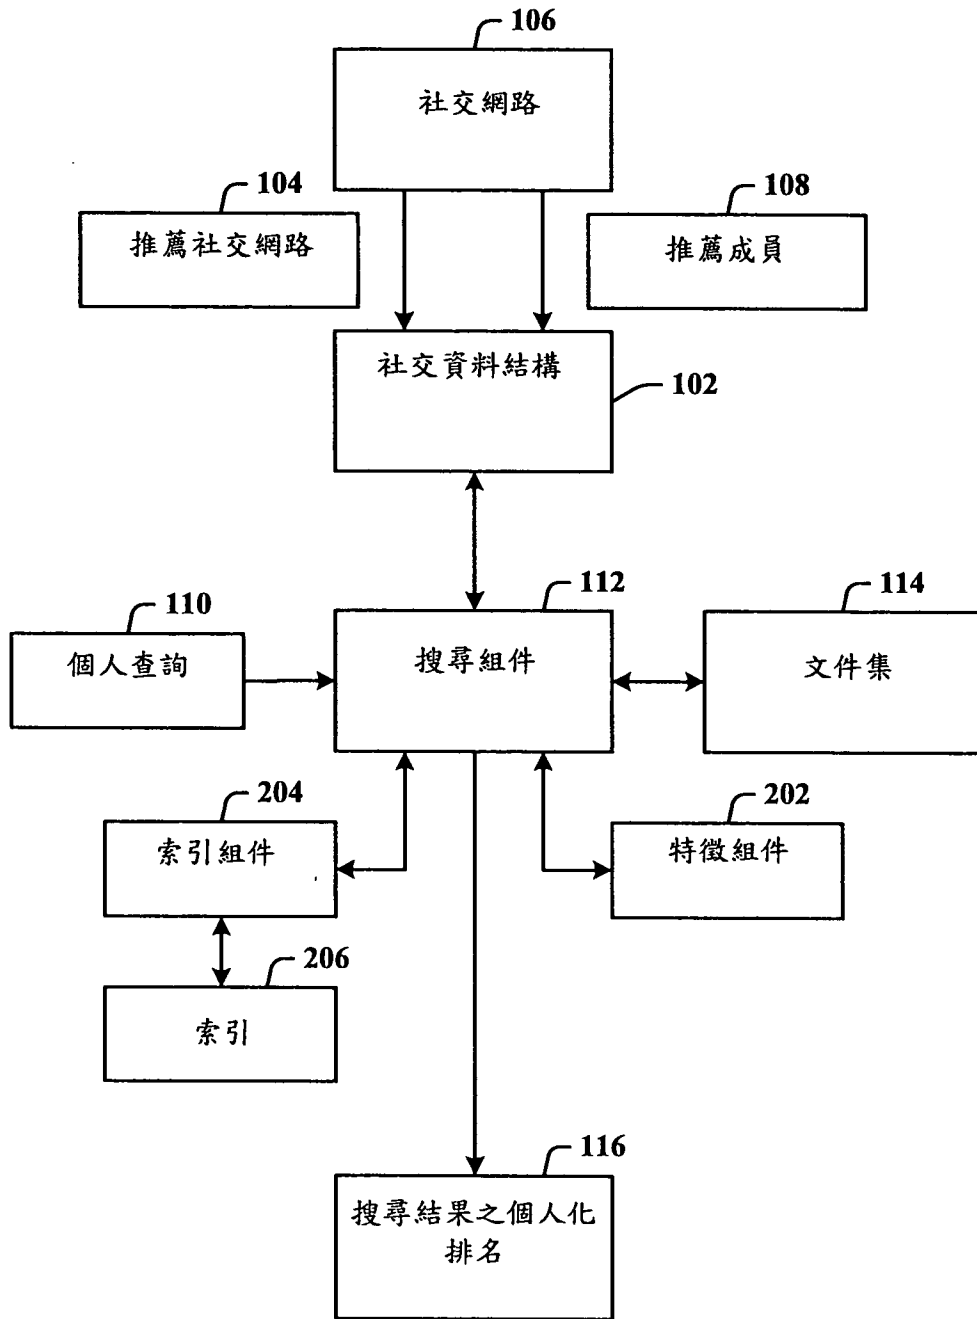 106
社交網路
104
推薦社交網路
108
推薦成員
社交資料結構
102
110
個人查詢
112
搜尋組件
114
文件集
204
索引組件
202
特徵組件
206
索引
116
搜尋結果之個人化
排名